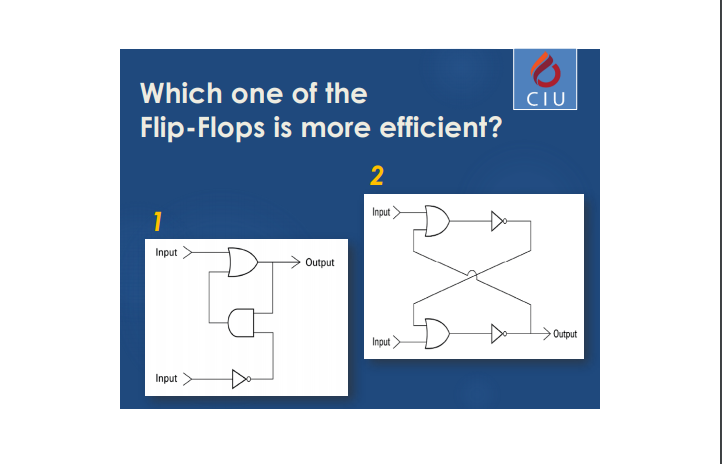 Which one of the
Flip-Flops is more efficient?
CIU
1
Input
Output
Input
2
Input
Input
Output